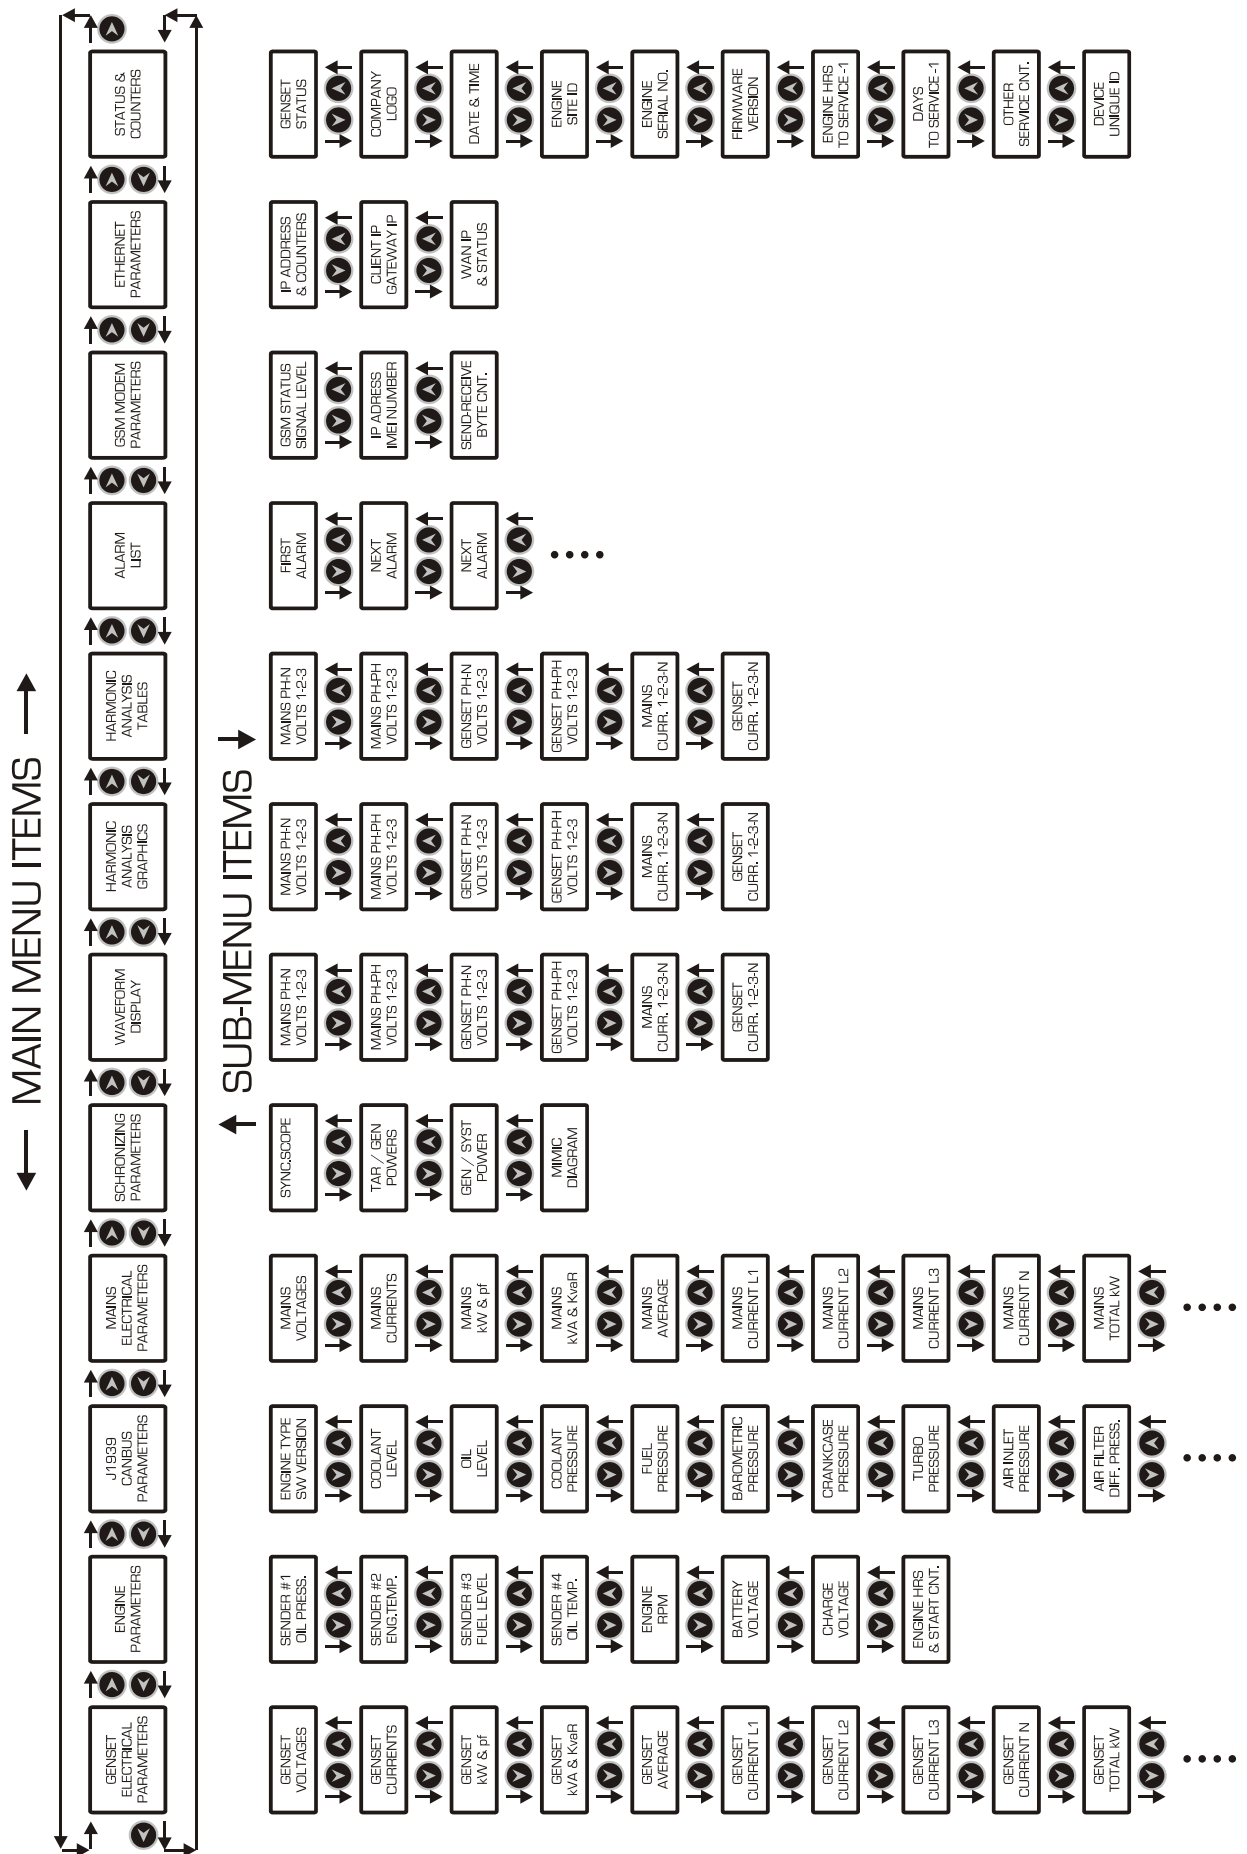 MAIN MENU ITEMS
GENSET
ELECTRICAL
PARAMETERS
ENGINE
PARAMETERS
J1939
CANBUS
PARAMETERS
MAINS
ELECTRICAL
PARAMETERS
SCHRONIZING
PARAMETERS
WAVEFORM
DISPLAY
HARMONIC
ANALYSIS
GRAPHICS
HARMONIC
ANALYSIS
TABLES
ALARM
LIST
GSM MODEM
PARAMETERS
ETHERNET
PARAMETERS
STATUS &
COUNTERS
SUB-MENU ITEMS
GENSET
VOLTAGES
GENSET
CURRENTS
GENSET
kW & pf
GENSET
kVA & KvaR
GENSET
AVERAGE
GENSET
CURRENT L1
GENSET
CURRENT L2
GENSET
CURRENT L3
GENSET
CURRENT N
GENSET
TOTAL kW
SENDER #1
OIL PRESS.
SENDER #2
ENG.TEMP.
SENDER #3
FUEL LEVEL
SENDER #4
OIL TEMP.
ENGINE
RPM
BATTERY
VOLTAGE
CHARGE
VOLTAGE
ENGINE HRS
& START CNT.
ENGINE TYPE
SW VERSION
COOLANT
LEVEL
OIL
LEVEL
COOLANT
PRESSURE
FUEL
PRESSURE
BAROMETRIC
PRESSURE
CRANKCASE
PRESSURE
TURBO
PRESSURE
AIR INLET
PRESSURE
AIR FILTER
DIFF. PRESS.
MAINS
VOLTAGES
MAINS
CURRENTS
MAINS
kW & pf
MAINS
kVA & KvaR
MAINS
AVERAGE
MAINS
CURRENT L1
MAINS
CURRENT L2
MAINS
CURRENT L3
MAINS
CURRENT N
MAINS
TOTAL kW
SYNC.SCOPE
TAR / GEN
POWERS
GEN / SYST
POWER
MIMIC
DIAGRAM
MAINS PH-N
VOLTS 1-2-3
MAINS PH-PH
VOLTS 1-2-3
GENSET PH-N
VOLTS 1-2-3
GENSET PH-PH
VOLTS 1-2-3
MAINS
CURR. 1-2-3-N
GENSET
CURR. 1-2-3-N
MAINS PH-N
VOLTS 1-2-3
MAINS PH-PH
VOLTS 1-2-3
GENSET PH-N
VOLTS 1-2-3
GENSET PH-PH
VOLTS 1-2-3
MAINS
CURR. 1-2-3-N
GENSET
CURR. 1-2-3-N
MAINS PH-N
VOLTS 1-2-3
MAINS PH-PH
VOLTS 1-2-3
GENSET PH-N
VOLTS 1-2-3
GENSET PH-PH
VOLTS 1-2-3
MAINS
CURR. 1-2-3-N
GENSET
CURR. 1-2-3-N
FIRST
ALARM
NEXT
ALARM
NEXT
ALARM
GSM STATUS
SIGNAL LEVEL
IP ADRESS
IMEI NUMBER
SEND-RECEIVE
BYTE CNT.
IP ADDRESS
& COUNTERS
CLIENT IP
GATEWAY IP
WAN IP
& STATUS
GENSET
STATUS
COMPANY
LOGO
DATE & TIME
ENGINE
SITE ID
ENGINE
SERIAL NO.
FIRMWARE
VERSION
ENGINE HRS
TO SERVICE -1
DAYS
TO SERVICE -1
OTHER
SERVICE CNT.
DEVICE
UNIQUE ID